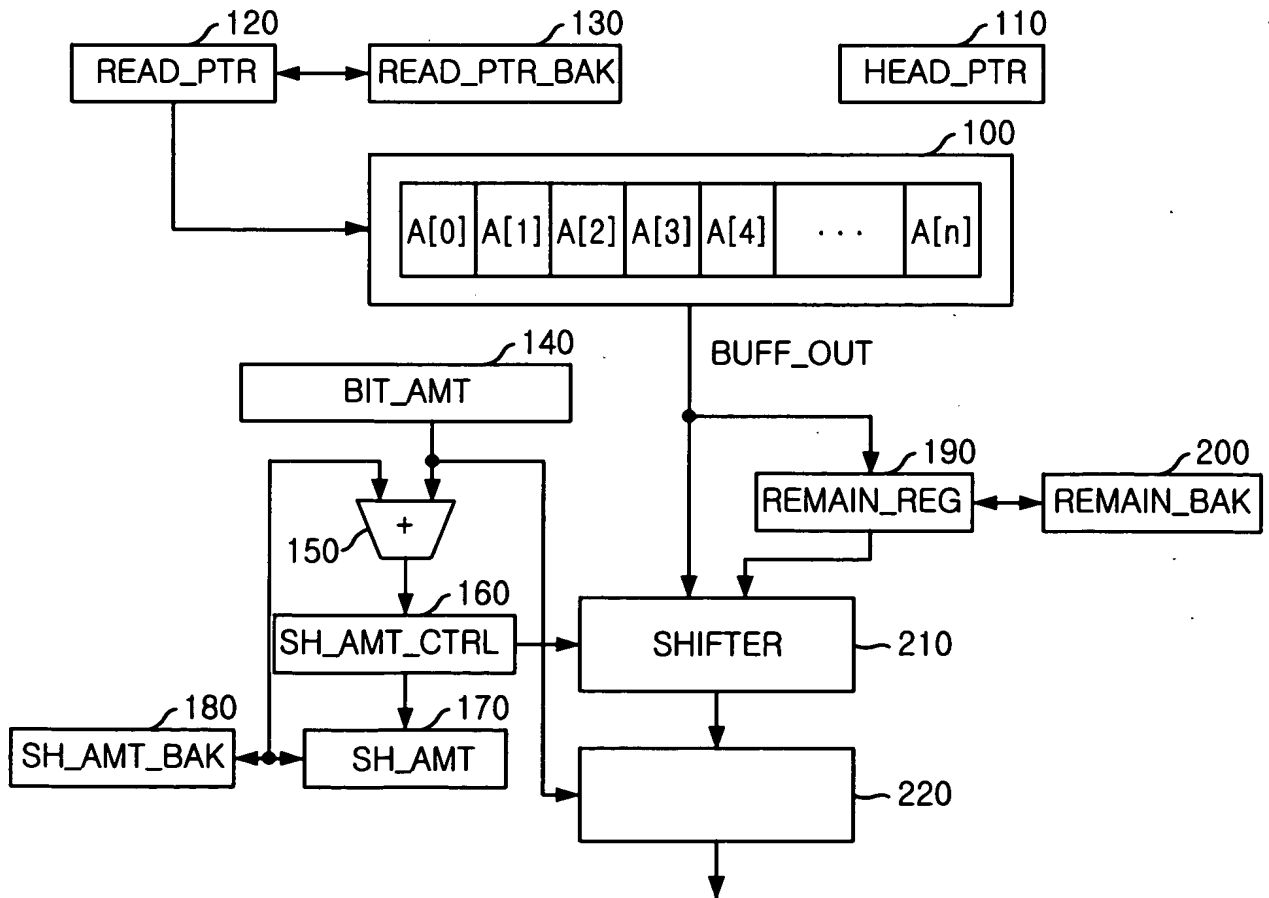 120
130
110
READ_PTR
READ_PTR_BAK
HEAD_PTR
100
A[0] A[1] A[2] A[3] A[4] · · · A[n]
140
BUFF_OUT
BIT_AMT
190
200
REMAIN_REG
REMAIN_BAK
+
150
160
SH_AMT_CTRL
SHIFTER
210
180
170
SH_AMT_BAK
SH_AMT
220